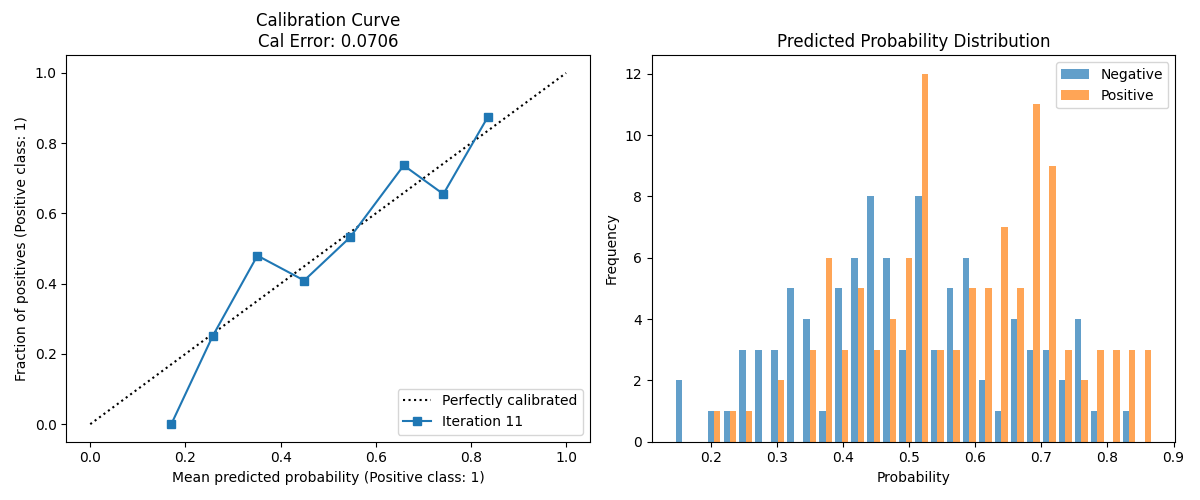 Calibration Curve
Cal Error: 0.0706
Fraction of positives (Positive class: 1)
1.0
0.8
0.6
0.4
0.2
0.0
Perfectly calibrated
Iteration 11
0.0 0.2 0.4 0.6 0.8 1.0
Mean predicted probability (Positive class: 1)
Predicted Probability Distribution
Frequency
12
10
8
6
4
2
0
Negative
Positive
0.2 0.3 0.4 0.5 0.6 0.7 0.8 0.9
Probability